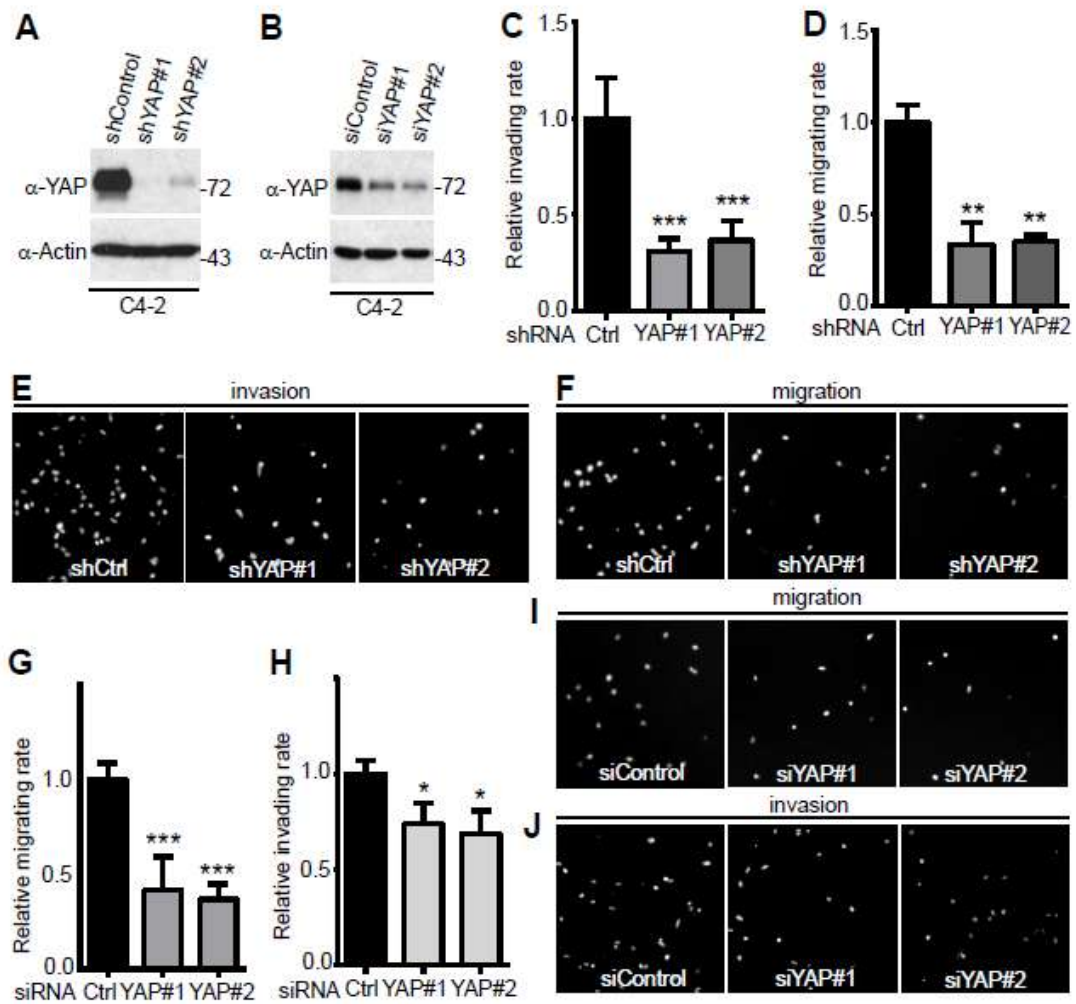 A
shControl
shYAP#1
shYAP#2
α-YAP
-72
α-Actin
-43
C4-2
B
siControl
siYAP#1
siYAP#2
α-YAP
-72
α-Actin
-43
C4-2
C
Relative invading rate
1.5
1.0
0.5
0.0
***
***
shRNA Ctrl YAP#1 YAP#2
D
Relative migrating rate
1.5
1.0
0.5
0.0
**
**
shRNA Ctrl YAP#1 YAP#2
E
invasion
shCtrl
shYAP#1
shYAP#2
F
migration
shCtrl
shYAP#1
shYAP#2
G
Relative migrating rate
1.0
0.5
0.0
***
***
siRNA Ctrl YAP#1 YAP#2
H
Relative invading rate
1.0
0.5
0.0
*
*
siRNA Ctrl YAP#1 YAP#2
I
migration
siControl
siYAP#1
siYAP#2
J
invasion
siControl
siYAP#1
siYAP#2